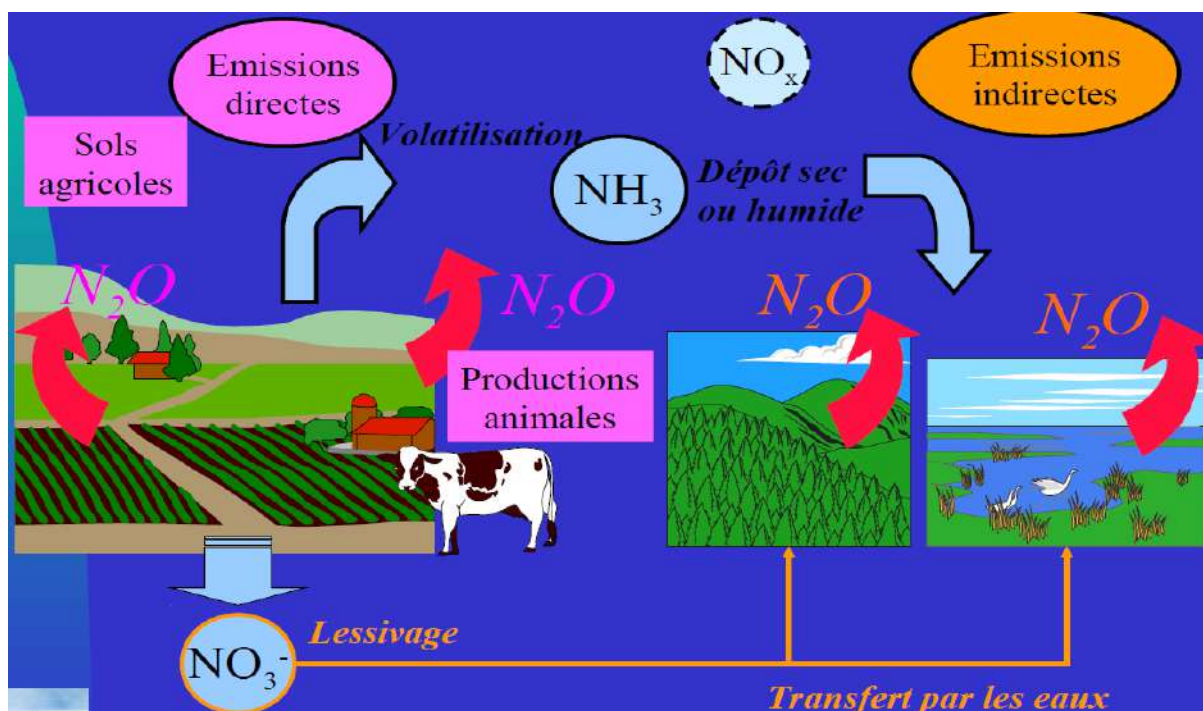 Emissions
directes
NOₓ
Emissions
indirectes
Sols
agricoles
Volatilisation
NH₃
Dépôt sec
ou humide
N₂O
N₂O
N₂O
N₂O
Productions
animales
NO₃⁻
Lessivage
Transfert par les eaux